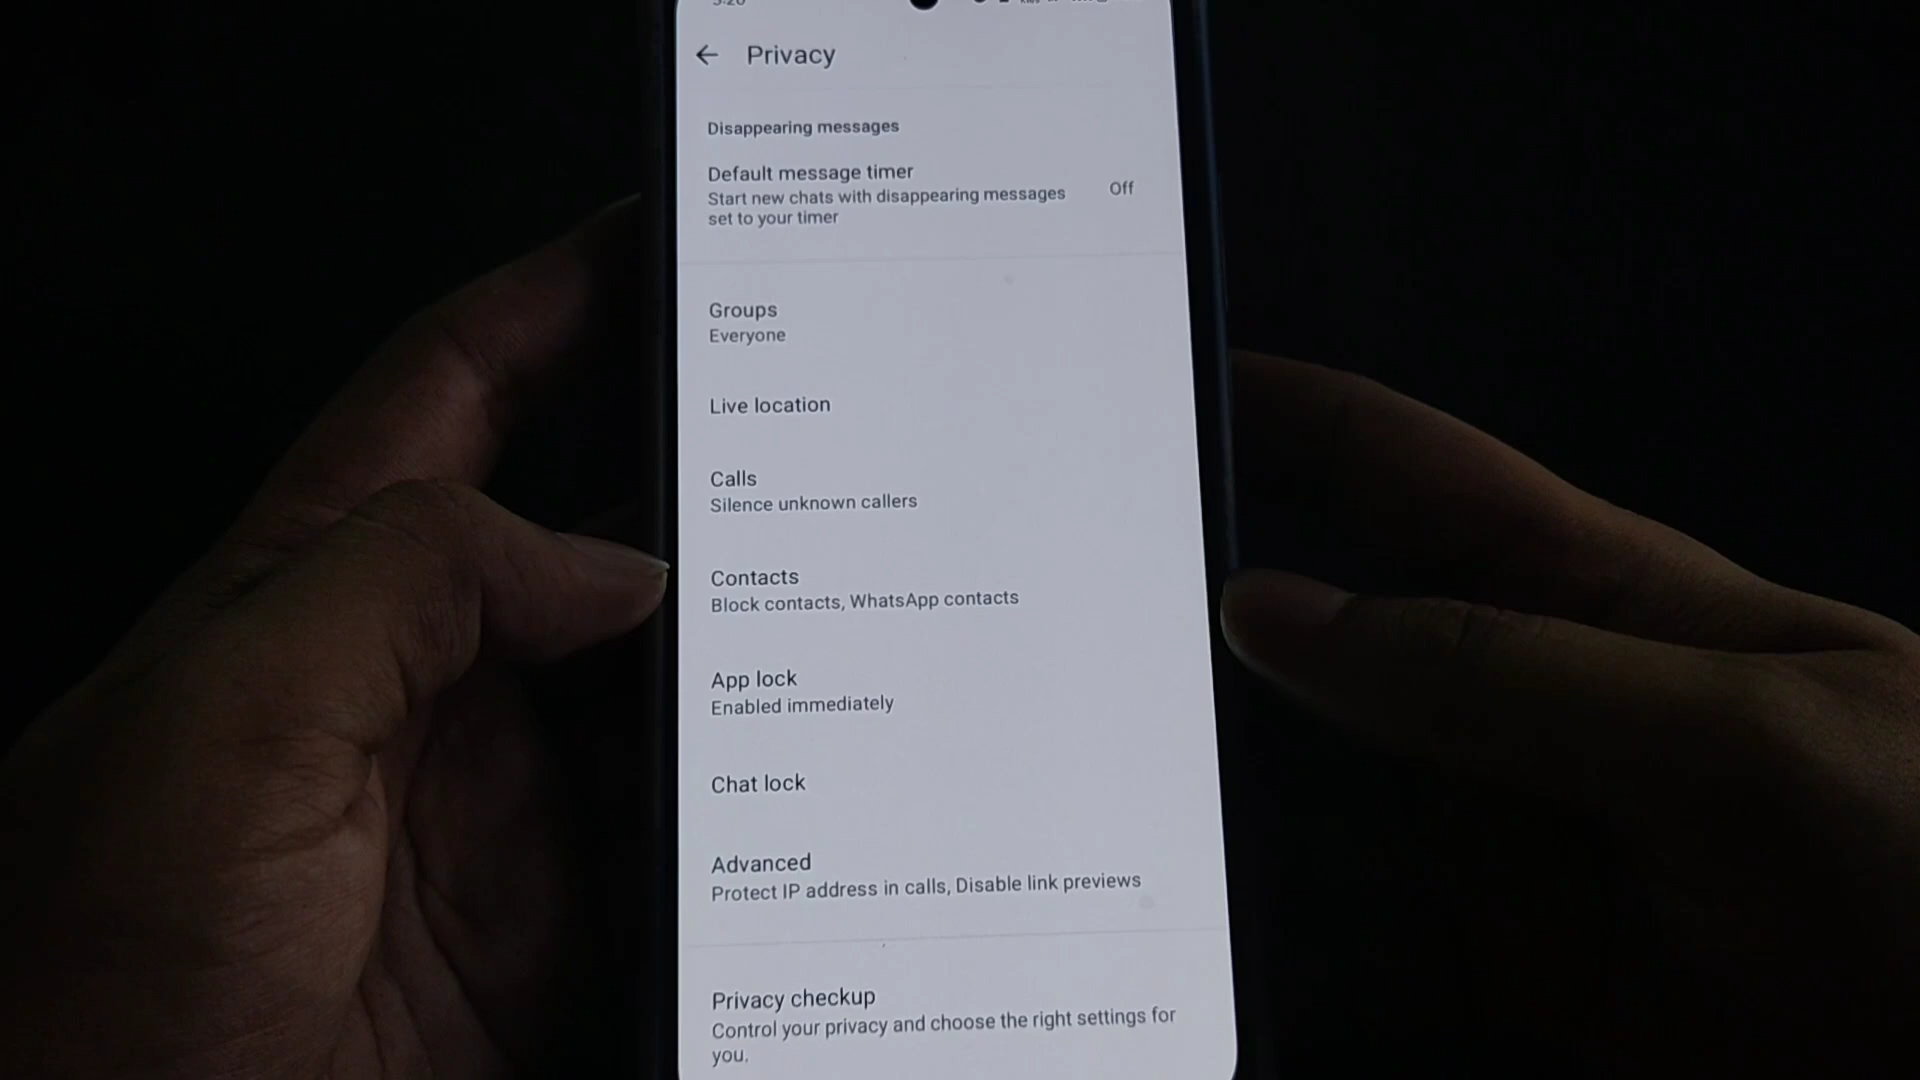 Privacy
Disappearing messages
Default message timer
Start new chats with disappearing messages
set to your timer
Off
Groups
Everyone
Live location
Calls
Silence unknown callers
Contacts
Block contacts, WhatsApp contacts
App lock
Enabled immediately
Chat lock
Advanced
Protect IP address in calls, Disable link previews
Privacy checkup
Control your privacy and choose the right settings for
you.